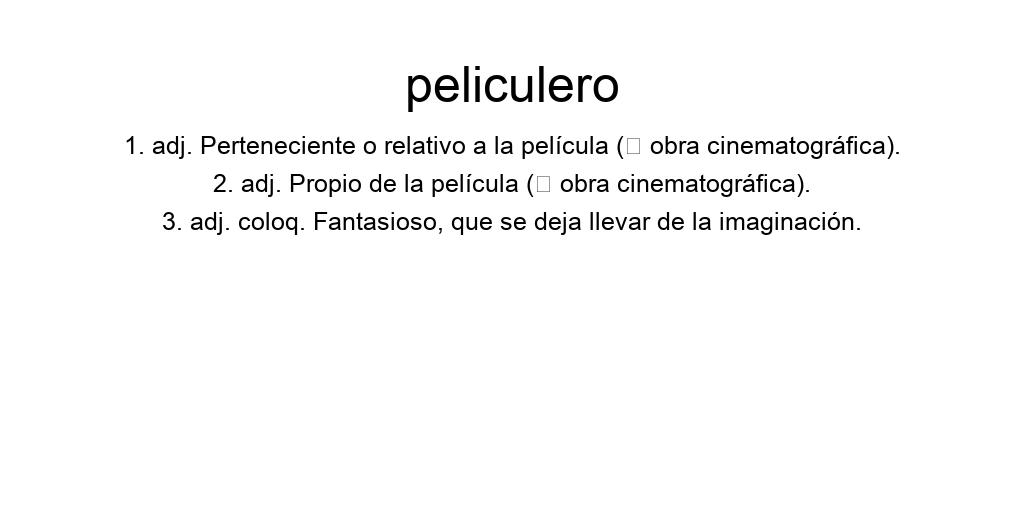 peliculero
1. adj. Perteneciente o relativo a la película (□ obra cinematográfica).
2. adj. Propio de la película (□ obra cinematográfica).
3. adj. coloq. Fantasioso, que se deja llevar de la imaginación.